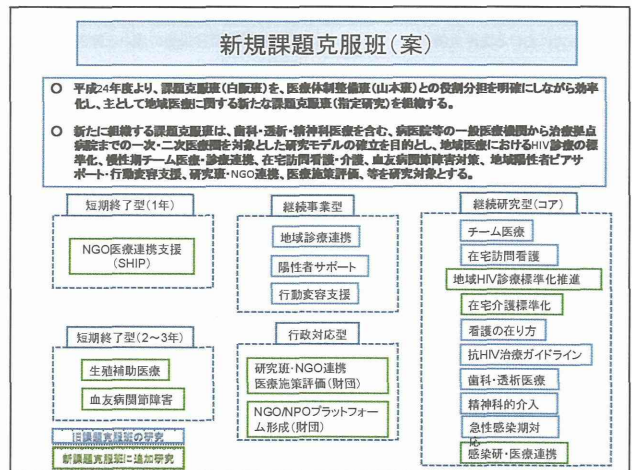 新規課題克服班(案)
○ 平成24年度より、課題克服班(白阪班)を、医療体制整備班(山本班)との役割分担を明確にしながら効率
化し、主として地域医療に関する新たな課題克服班(指定研究)を組織する。
○ 新たに組織する課題克服班は、歯科・透析・精神科医療を含む、病医院等の一般医療機関から治療拠点
病院までの一次・二次医療圏を対象とした研究モデルの確立を目的とし、地域医療におけるHIV診療の標
準化、慢性期チーム医療・診療連携、在宅訪問看護・介護、血友病関節障害対策、地域陽性者ピアサ
ポート・行動変容支援、研究班・NGO連携、医療施策評価、等を研究対象とする。
短期終了型(1年)
NGO医療連携支援
(SHIP)
短期終了型(2～3年)
生殖補助医療
血友病関節障害
旧課題克服班の研究
新課題克服班に追加研究
継続事業型
地域診療連携
陽性者サポート
行動変容支援
行政対応型
研究班・NGO連携
医療施策評価(財団)
NGO/NPOプラットフォー
ム形成(財団)
継続研究型(コア)
チーム医療
在宅訪問看護
地域HIV診療標準化推進
在宅介護標準化
看護の在り方
抗HIV治療ガイドライン
歯科・透析医療
精神科的介入
急性感染期対
応
感染研・医療連携